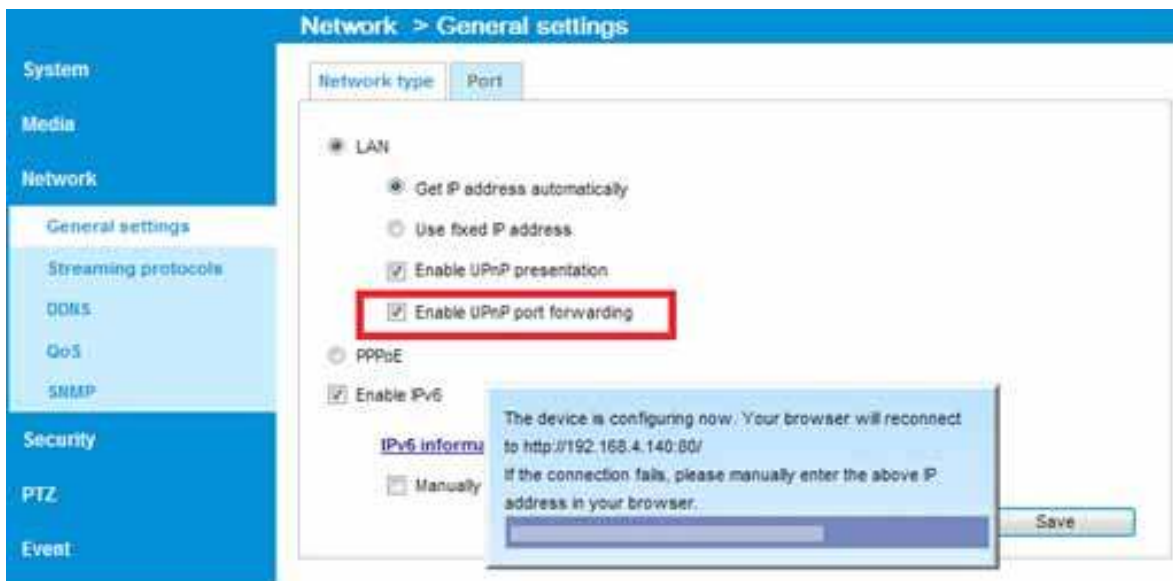 Network > General settings
System
Media
Network
General settings
Streaming protocols
DDNS
QoS
SNMP
Security
PTZ
Event
Network type
Port
LAN
Get IP address automatically
Use fixed IP address
Enable UPnP presentation
Enable UPnP port forwarding
PPPoE
Enable IPv6
IPv6 informa
Manually
The device is configuring now. Your browser will reconnect
to http://192.168.4.140:80/
If the connection fails, please manually enter the above IP
address in your browser.
Save